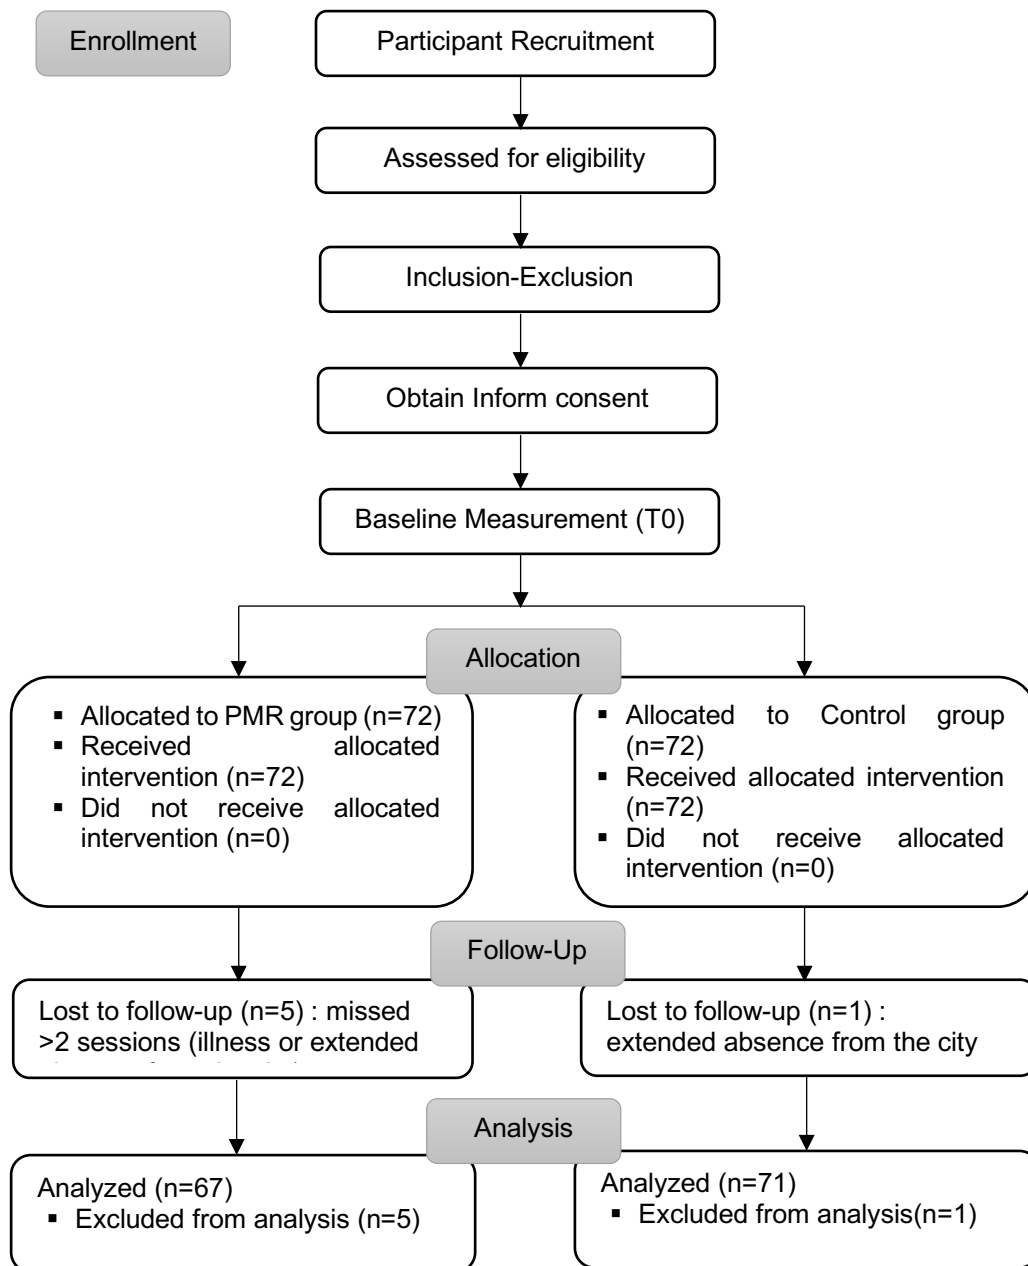 Enrollment
Participant Recruitment
Assessed for eligibility
Inclusion-Exclusion
Obtain Inform consent
Baseline Measurement (T0)
Allocation
▪ Allocated to PMR group (n=72)
▪ Received allocated
intervention (n=72)
▪ Did not receive allocated
intervention (n=0)
▪ Allocated to Control group
(n=72)
▪ Received allocated intervention
(n=72)
▪ Did not receive allocated
intervention (n=0)
Follow-Up
Lost to follow-up (n=5) : missed
>2 sessions (illness or extended
Lost to follow-up (n=1) :
extended absence from the city
Analysis
Analyzed (n=67)
▪ Excluded from analysis (n=5)
Analyzed (n=71)
▪ Excluded from analysis(n=1)